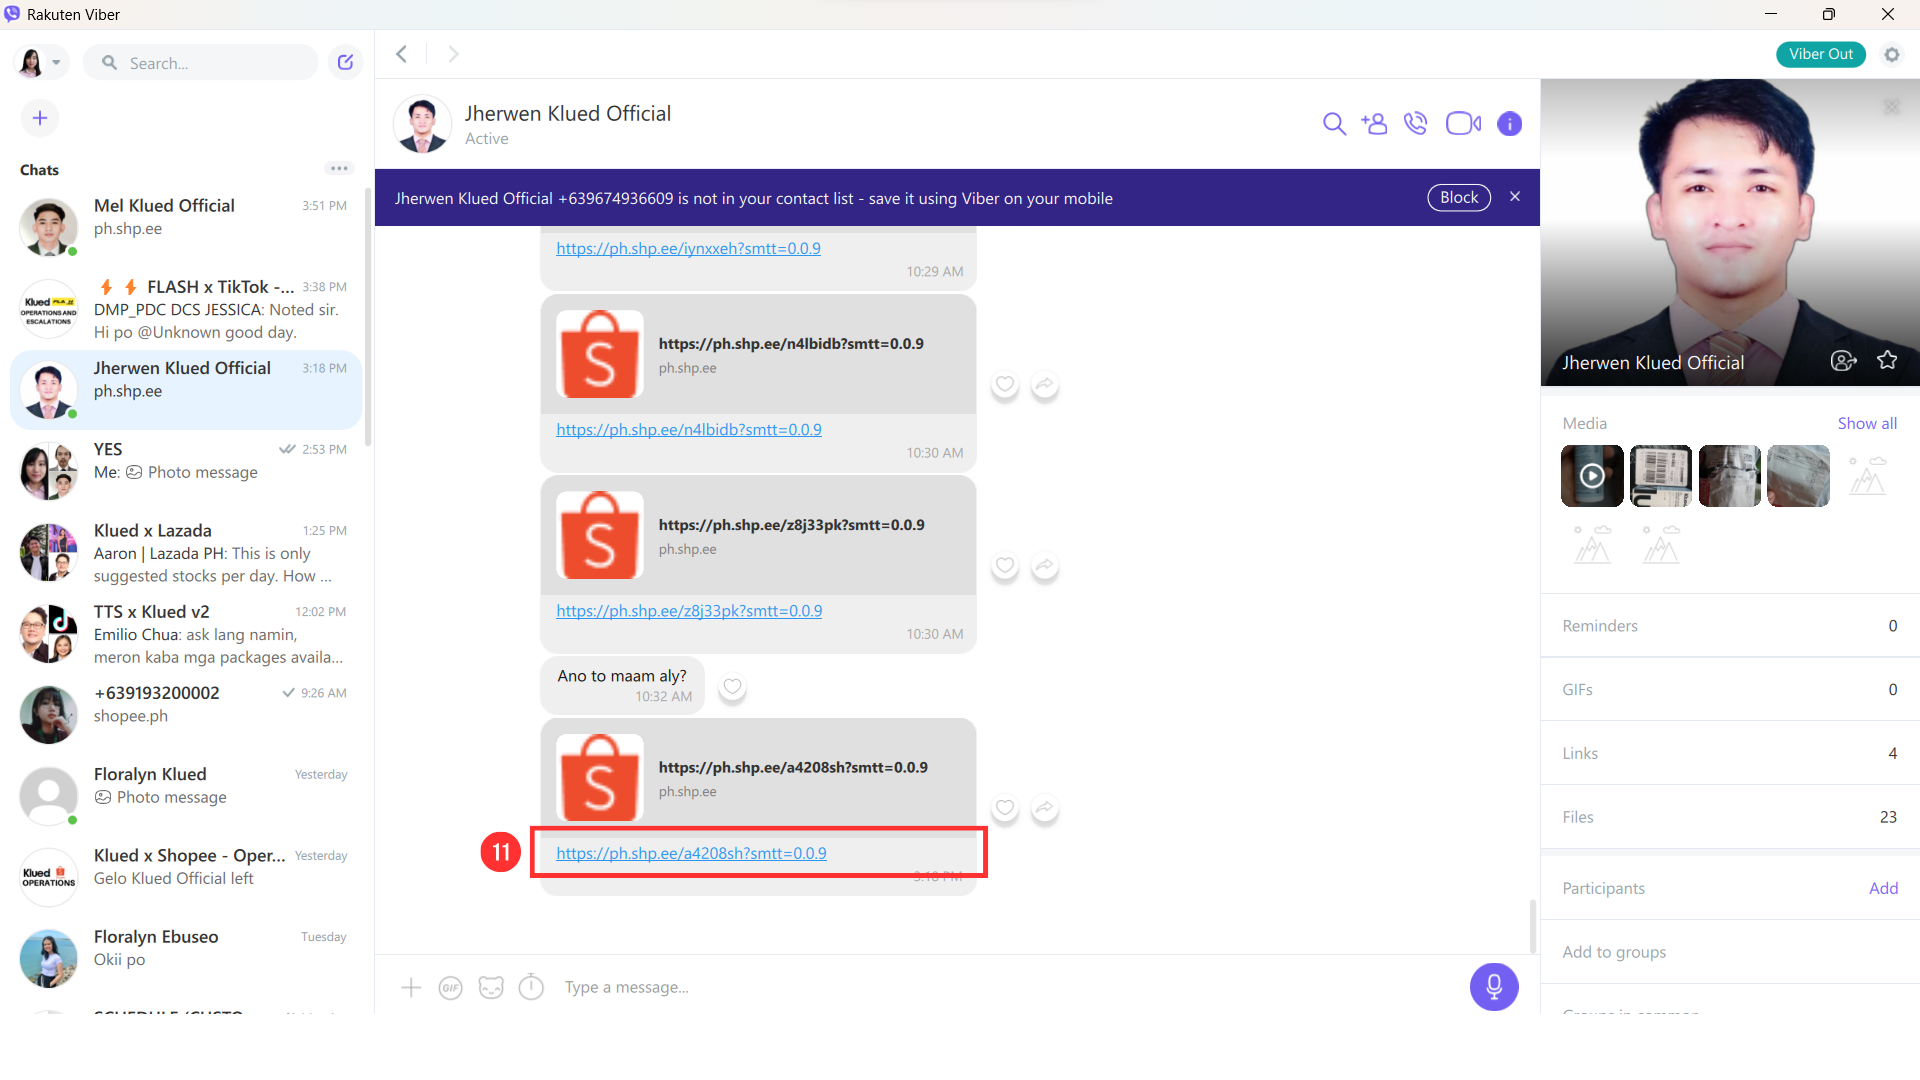 Rakuten Viber
Search...
Viber Out
Chats
Mel Klued Official 3:51 PM
ph.shp.ee
FLASH x TikTok -... 3:38 PM
DMP_PDC DCS JESSICA: Noted sir.
Hi po @Unknown good day.
Jherwen Klued Official 3:18 PM
ph.shp.ee
YES 2:53 PM
Me: Photo message
Klued x Lazada 1:25 PM
Aaron | Lazada PH: This is only
suggested stocks per day. How ...
TTS x Klued v2 12:02 PM
Emilio Chua: ask lang namin,
meron kaba mga packages availa...
+639193200002 9:26 AM
shopee.ph
Floralyn Klued Yesterday
Photo message
Klued x Shopee - Oper... Yesterday
Gelo Klued Official left
Floralyn Ebuseo Tuesday
Okii po
Klued
OPERATIONS AND
ESCALATIONS
Klued
OPERATIONS
Jherwen Klued Official
Active
Jherwen Klued Official +639674936609 is not in your contact list - save it using Viber on your mobile
Block
https://ph.shp.ee/iynxxeh?smtt=0.0.9
10:29 AM
https://ph.shp.ee/n4lbidb?smtt=0.0.9
ph.shp.ee
https://ph.shp.ee/n4lbidb?smtt=0.0.9
10:30 AM
https://ph.shp.ee/z8j33pk?smtt=0.0.9
ph.shp.ee
https://ph.shp.ee/z8j33pk?smtt=0.0.9
10:30 AM
Ano to maam aly?
10:32 AM
https://ph.shp.ee/a4208sh?smtt=0.0.9
ph.shp.ee
11
https://ph.shp.ee/a4208sh?smtt=0.0.9
3:18 PM
GIF
Type a message...
Jherwen Klued Official
Media Show all
Reminders 0
GIFs 0
Links 4
Files 23
Participants Add
Add to groups